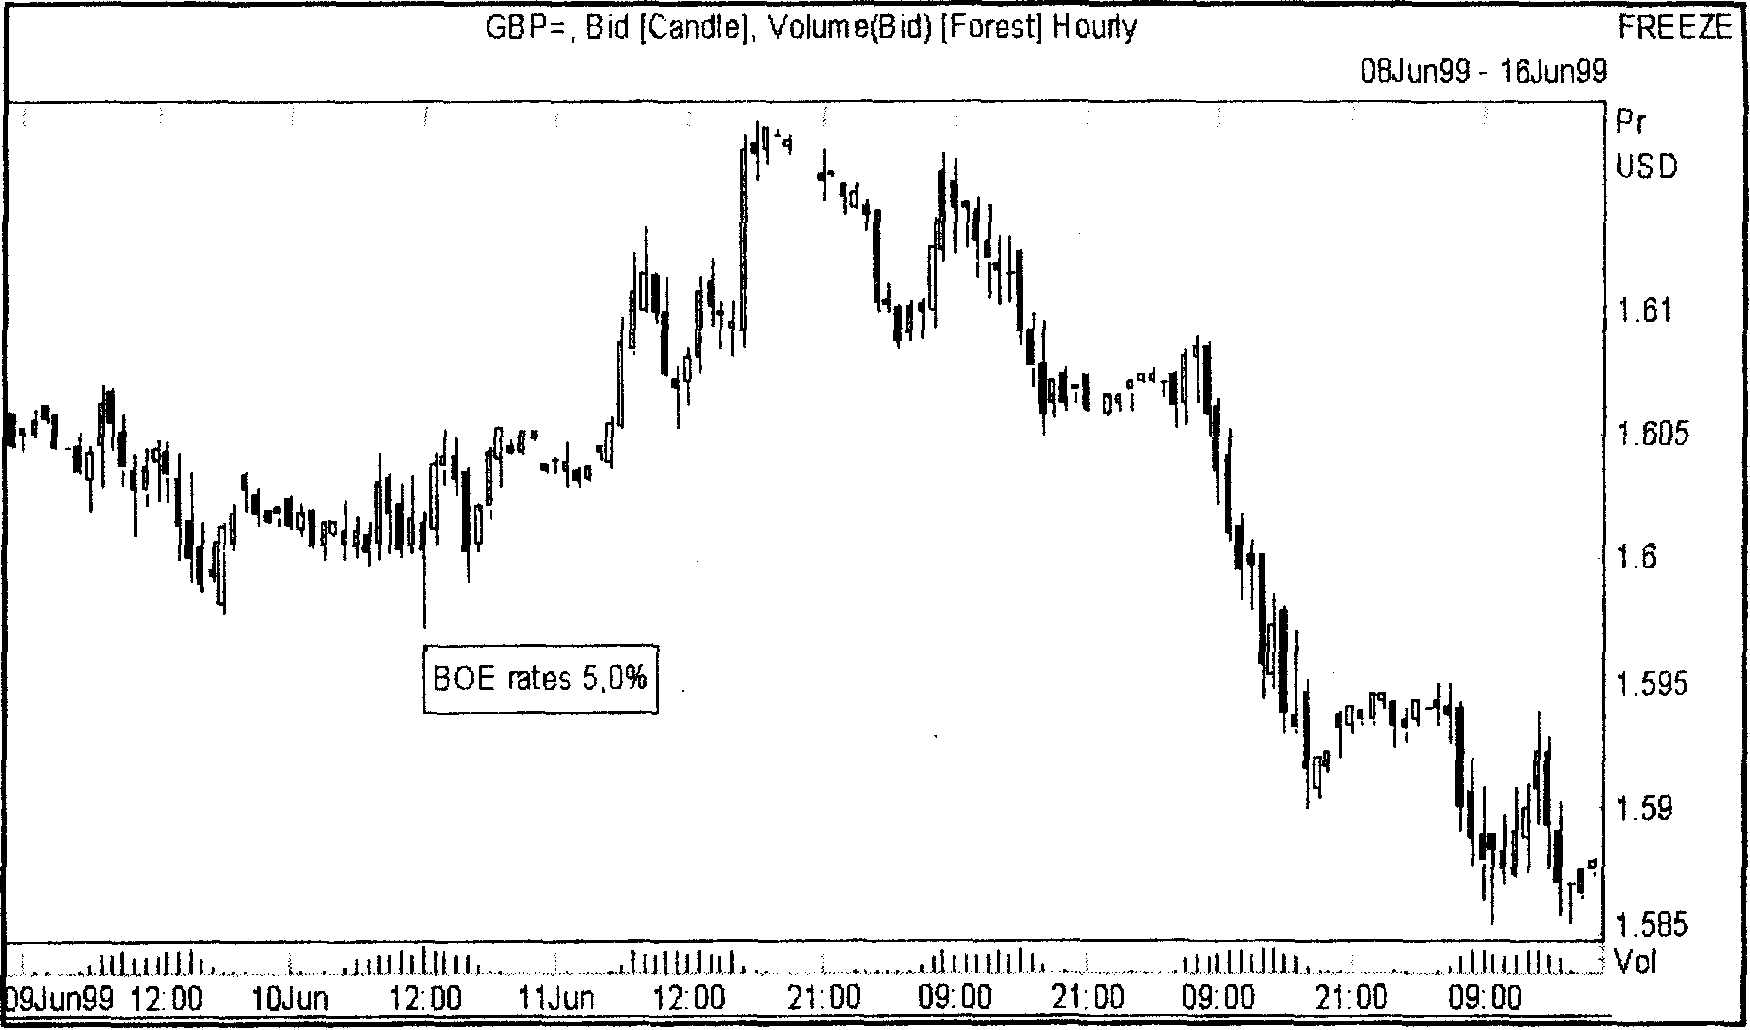 GBP=, Bid [Candle], Volume(Bid) [Forest] Hourly
FREEZE
08Jun99 - 16Jun99
Pr
USD
1.61
1.605
1.6
BOE rates 5,0%
1.595
1.59
1.585
Vol
09Jun99 12:00 10Jun 12:00 11Jun 12:00 21:00 09:00 21:00 09:00 21:00 09:00